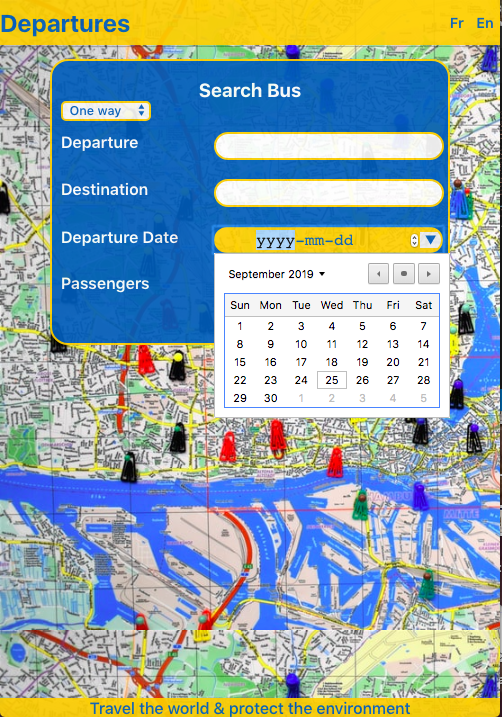 Departures
Fr En
Search Bus
One way
Departure
Destination
Departure Date yyyy-mm-dd
Passengers
September 2019
Sun Mon Tue Wed Thu Fri Sat
1 2 3 4 5 6 7
8 9 10 11 12 13 14
15 16 17 18 19 20 21
22 23 24 25 26 27 28
29 30 1 2 3 4 5
Travel the world & protect the environment